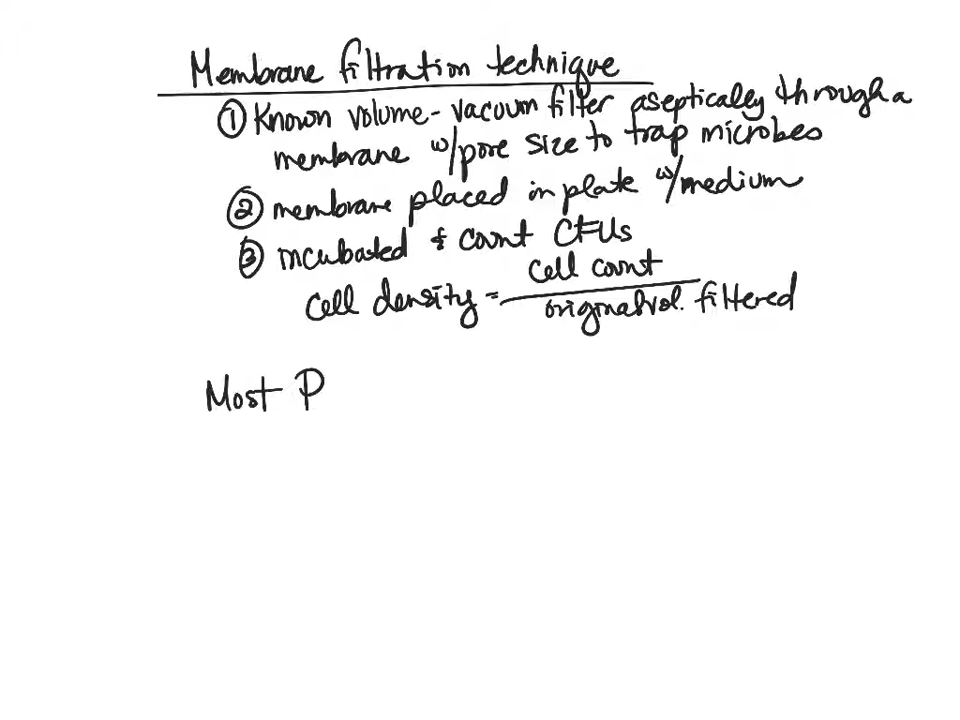 Membrane filtration technique
① Known volume - vacuum filter aseptically through a
membrane w/pore size to trap microbes
② membrane placed in plate w/medium
③ incubated & count CFUs
cell density = cell count
original vol. filtered
Most P